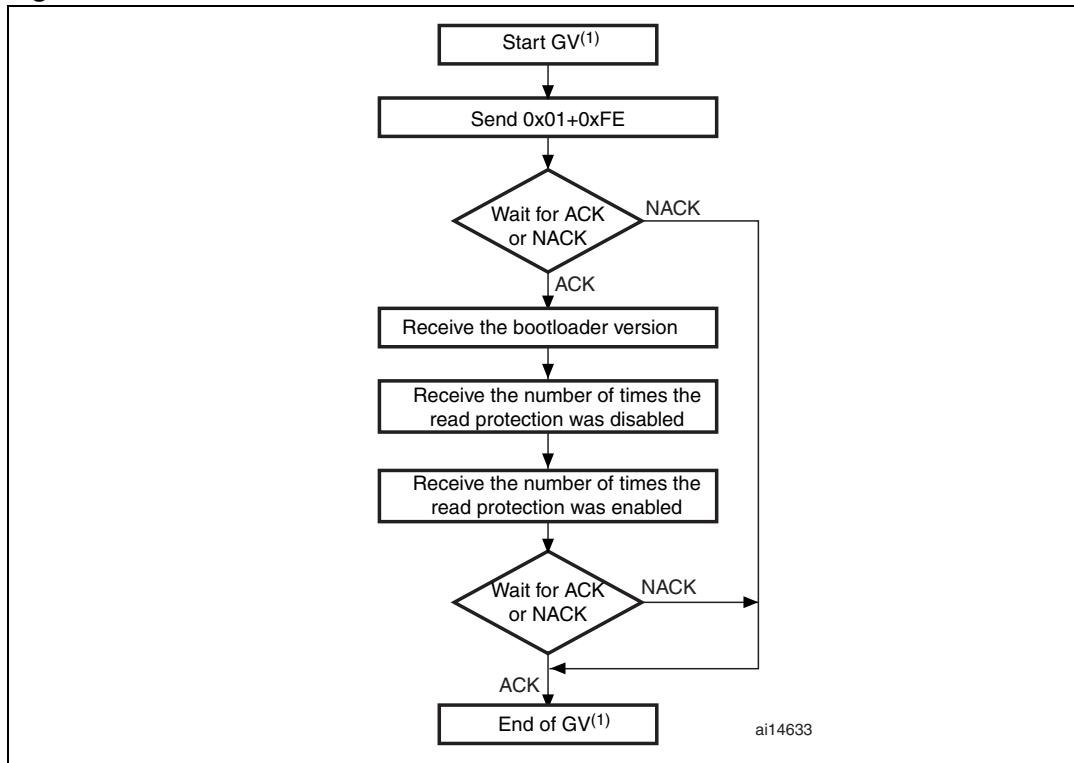 Start GV(1)
Send 0x01+0xFE
Wait for ACK
or NACK
NACK
ACK
Receive the bootloader version
Receive the number of times the
read protection was disabled
Receive the number of times the
read protection was enabled
Wait for ACK
or NACK
NACK
ACK
End of GV(1)
ai14633